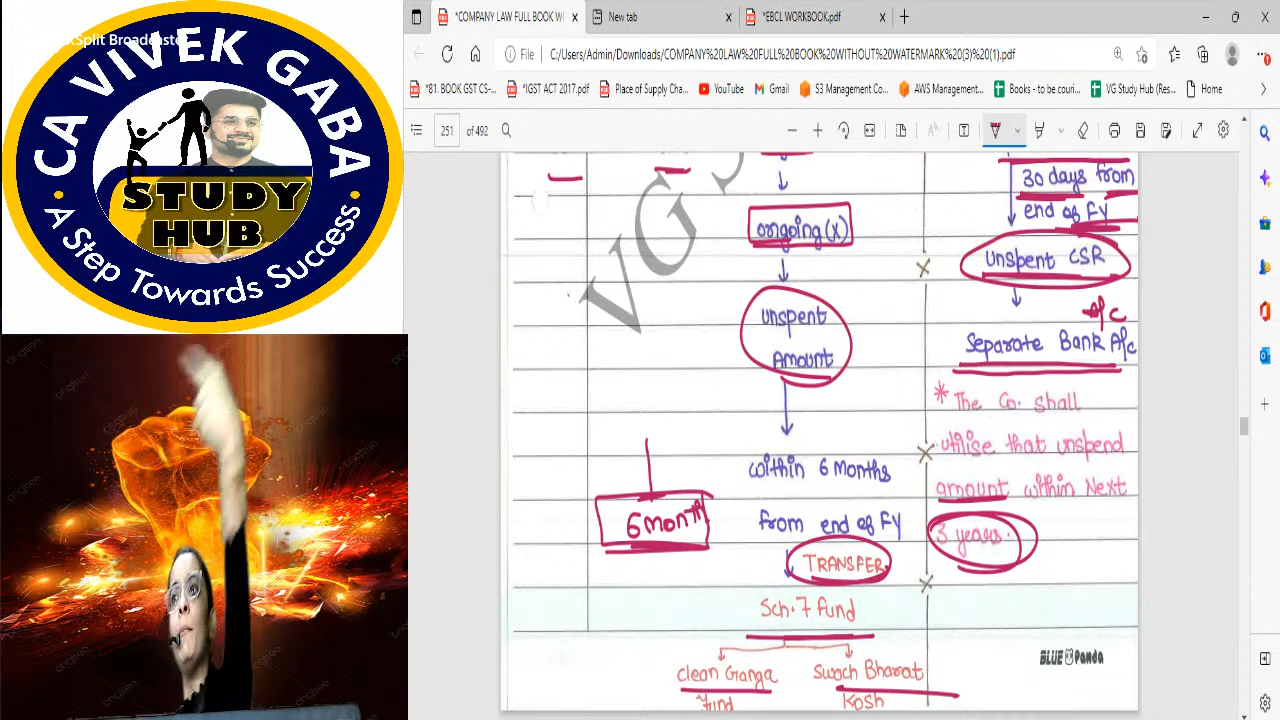 CA VIVEK GABA
STUDY
HUB
A Step Towards Success
*COMPANY LAW FULL BOOK WI
New tab
*EBCL WORKBOOK.pdf
File
C:/Users/Admin/Downloads/COMPANY%20LAW%20FULL%20BOOK%20WITHOUT%20WATERMARK%20(3)%20(1).pdf
*81. BOOK GST CS-...
*IGST ACT 2017.pdf
Place of Supply Cha...
YouTube
Gmail
S3 Management Co...
AWS Management...
Books - to be couri...
VG Study Hub (Res...
Home
251
of 492
VG
ongoing(x)
unspent
Amount
within 6 Months
from end of FY
TRANSFER
Sch. 7 fund
clean Ganga
Fund
Swach Bharat
Kosh
6 MONTH
30 days from
end of FY
Unspent CSR
A/c
Separate Bank A/c
* The Co. shall
utilise that unspend
amount within Next
3 years.
BLUE Panda